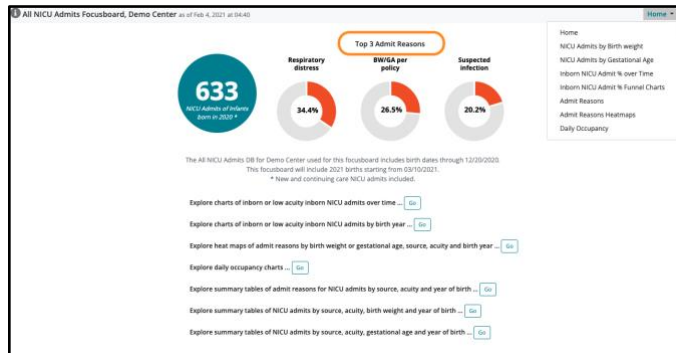 All NICU Admits Focusboard, Demo Center as of Feb 4, 2021 at 04:40
Home
Home
NICU Admits by Birth weight
NICU Admits by Gestational Age
Inborn NICU Admit % over Time
Inborn NICU Admit % Funnel Charts
Admit Reasons
Admit Reasons Heatmaps
Daily Occupancy
Top 3 Admit Reasons
633
NICU Admits of Infants
born in 2020 *
Respiratory
distress
34.4%
BW/GA per
policy
26.5%
Suspected
infection
20.2%
The All NICU Admits DB for Demo Center used for this focusboard includes birth dates through 12/20/2020.
This focusboard will include 2021 births starting from 03/10/2021.
* New and continuing care NICU admits included.
Explore charts of inborn or low acuity inborn NICU admits over time ... Go
Explore charts of inborn or low acuity inborn NICU admits by birth year ... Go
Explore heat maps of admit reasons by birth weight or gestational age, source, acuity and birth year ... Go
Explore daily occupancy charts ... Go
Explore summary tables of admit reasons for NICU admits by source, acuity and year of birth ... Go
Explore summary tables of NICU admits by source, acuity, birth weight and year of birth ... Go
Explore summary tables of NICU admits by source, acuity, gestational age and year of birth ... Go